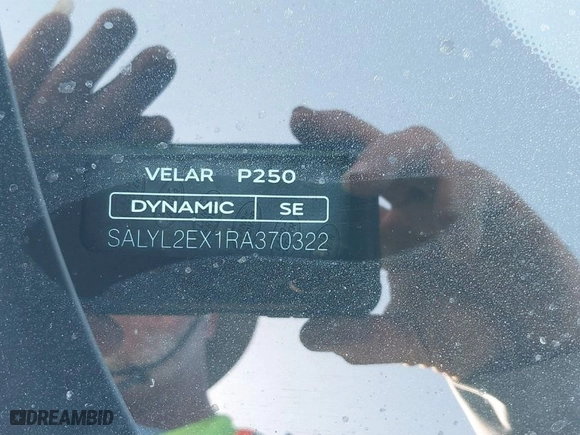 VELAR P250
DYNAMIC SE
SALYL2EX1RA370322
DREAMBID